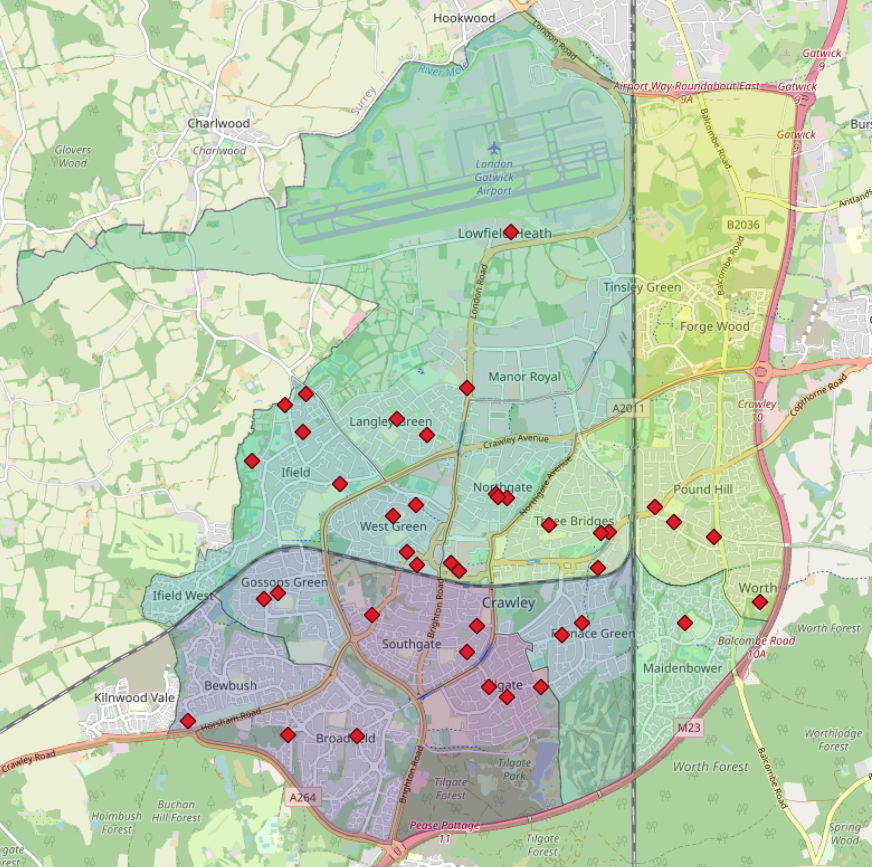 Hookwood
London Road
Gatwick
9
River Mole
Surrey
Airport Way Roundabout East
9A
Gatwick
9
Charlwood
Charlwood
Glovers
Wood
Balcombe Road
Gatwick
9
London
Gatwick
Airport
Antlands
B2036
Lowfield Heath
Balcombe Road
London Road
Tinsley Green
Forge Wood
Manor Royal
Copthorne Road
A2011
Crawley
10
Langley Green
Crawley Avenue
Ifield
Northgate Avenue
Northgate
Pound Hill
West Green
Three Bridges
Gossons Green
Ifield West
Worth
Crawley
Brighton Road
Furnace Green
Worth Forest
Southgate
Balcombe Road
10A
Maidenbower
Bewbush
Tilgate
Kilnwood Vale
Horsham Road
M23
Broadfield
Worthlodge
Forest
Crawley Road
Worth Forest
Tilgate
Park
Brighton Road
Balcombe Road
A264
Tilgate
Forest
Buchan
Hill Forest
Holmbush
Forest
Pease Pottage
11
Tilgate
Forest
Spring
Wood